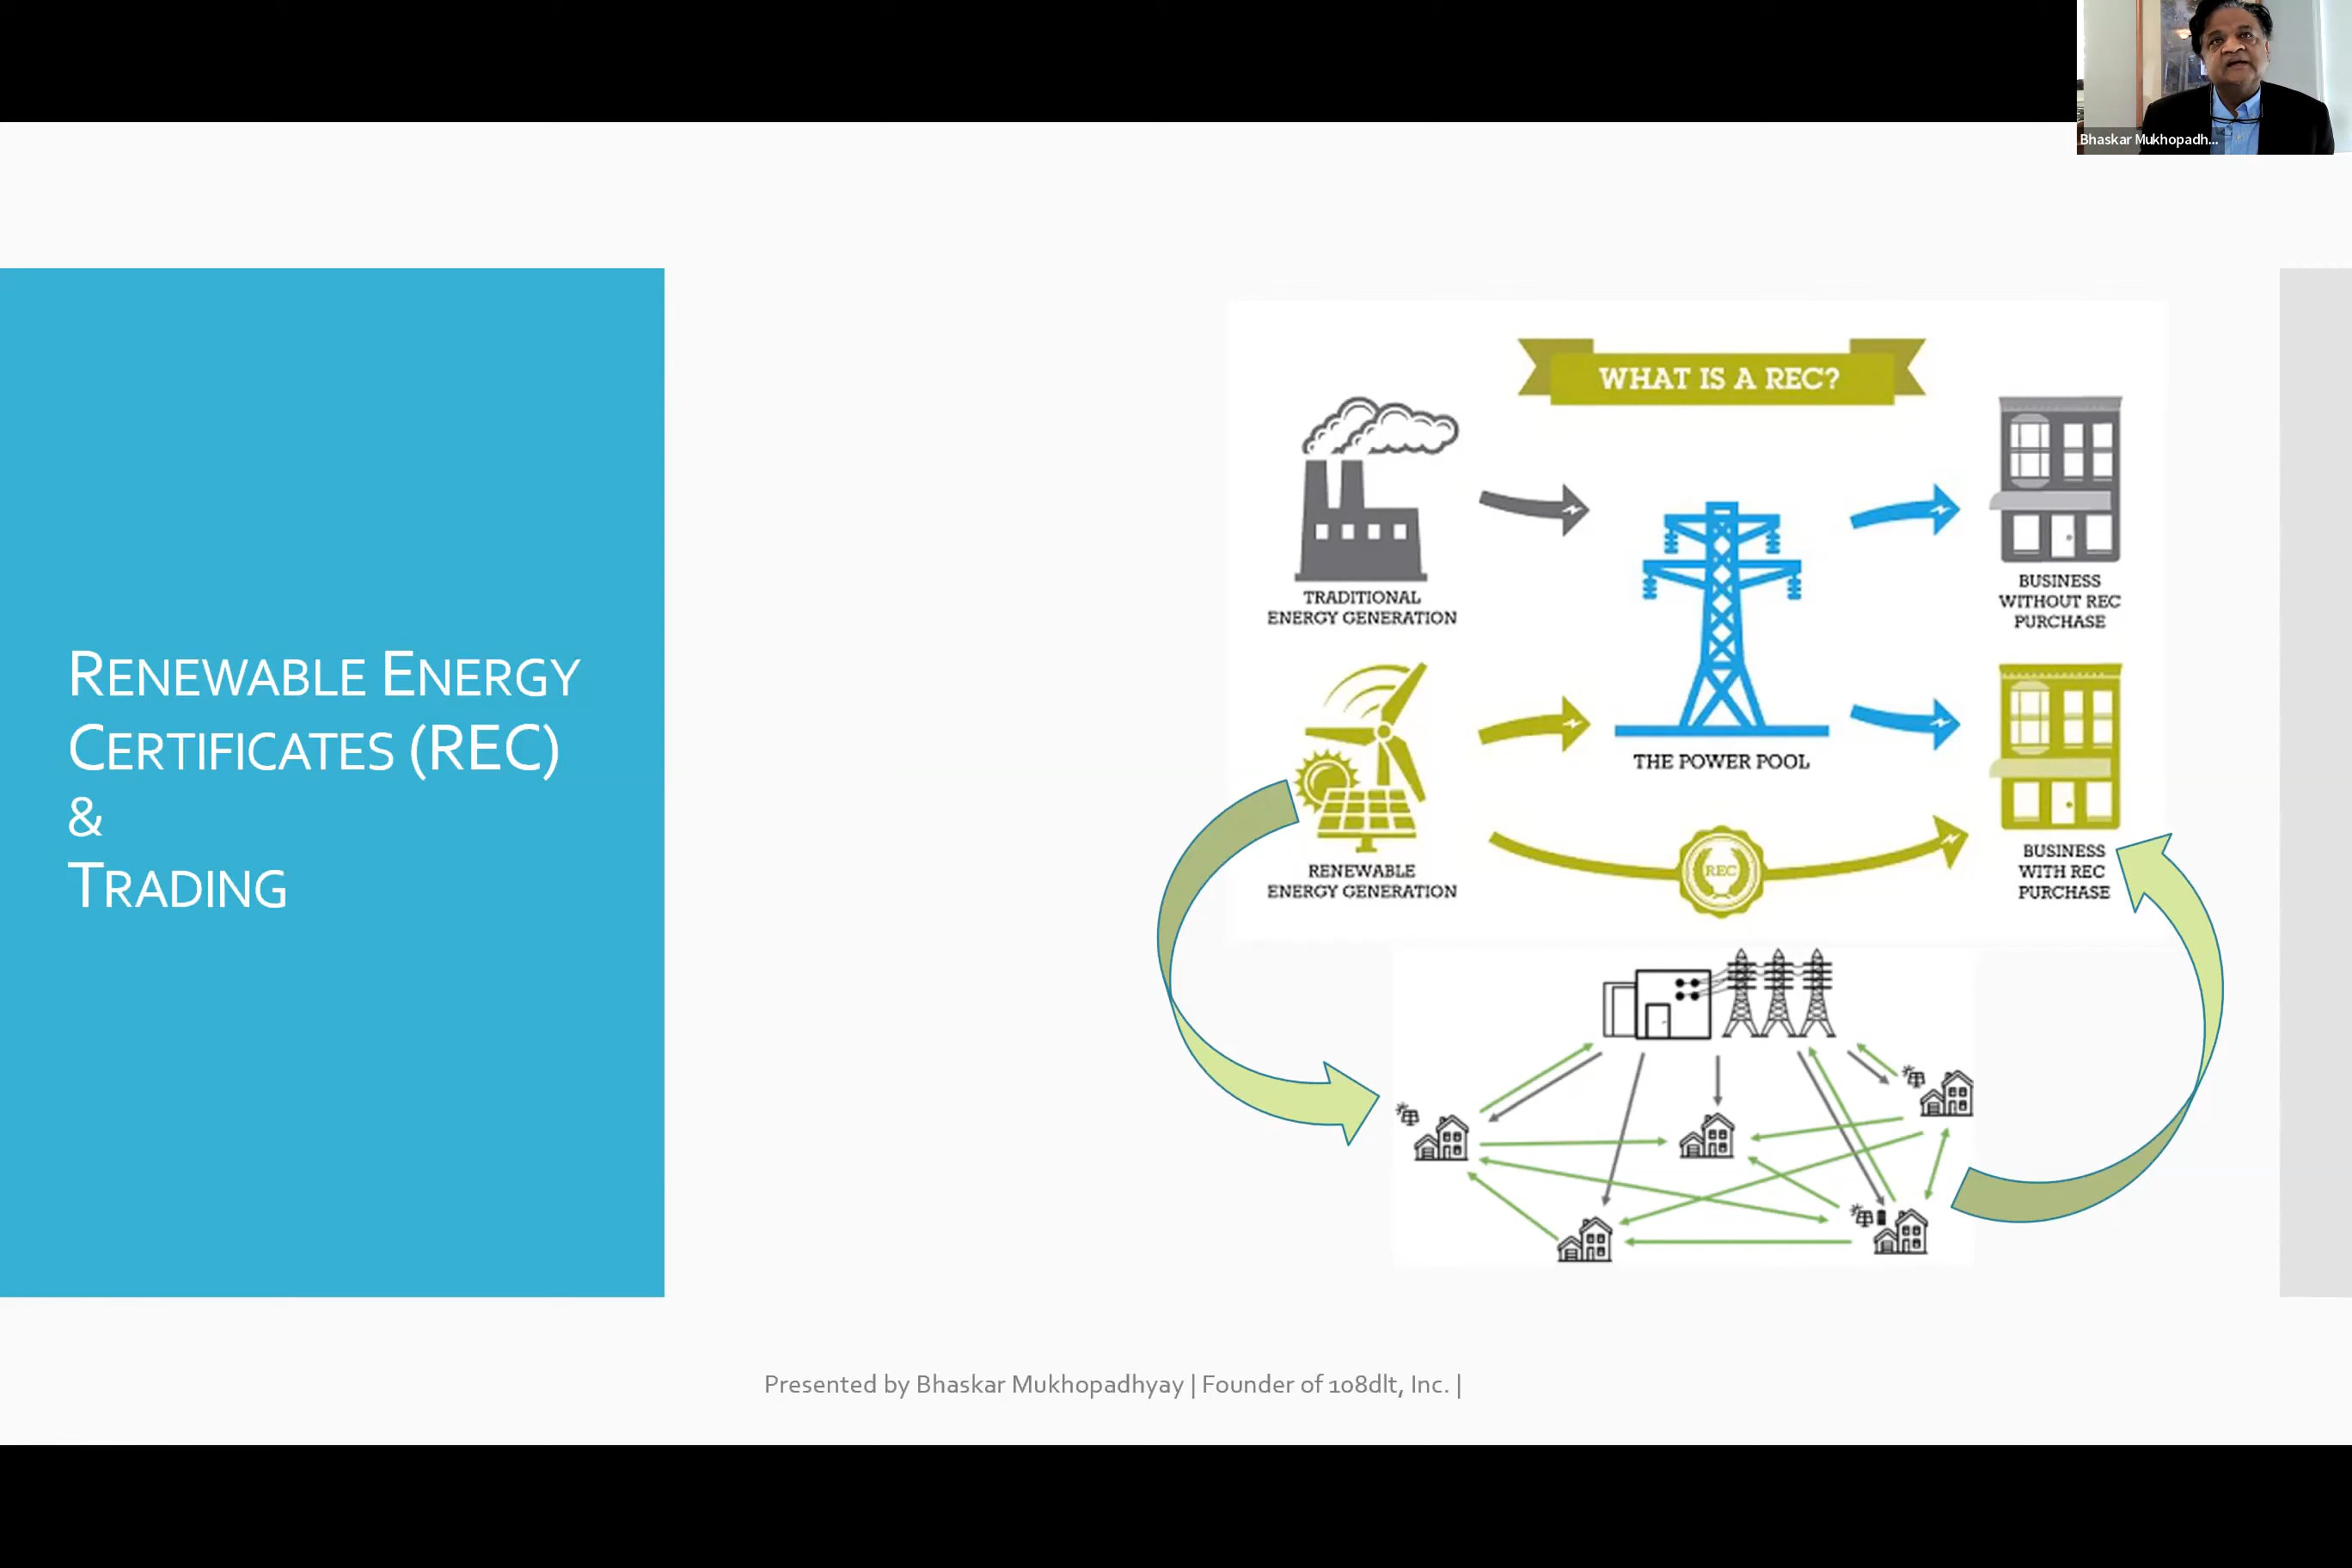 Bhaskar Mukhopadh...
RENEWABLE ENERGY
CERTIFICATES (REC)
&
TRADING
WHAT IS A REC?
TRADITIONAL
ENERGY GENERATION
BUSINESS
WITHOUT REC
PURCHASE
THE POWER POOL
RENEWABLE
ENERGY GENERATION
REC
BUSINESS
WITH REC
PURCHASE
Presented by Bhaskar Mukhopadhyay | Founder of 108dlt, Inc. |